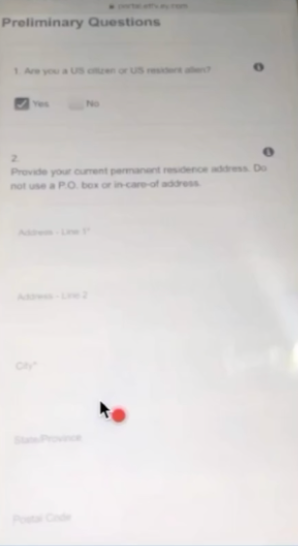 Preliminary Questions
1. Are you a US citizen or US resident alien?
Yes No
2.
Provide your current permanent residence address. Do
not use a P.O. box or in-care-of address.
Address - Line 1*
Address - Line 2
City*
State/Province
Postal Code